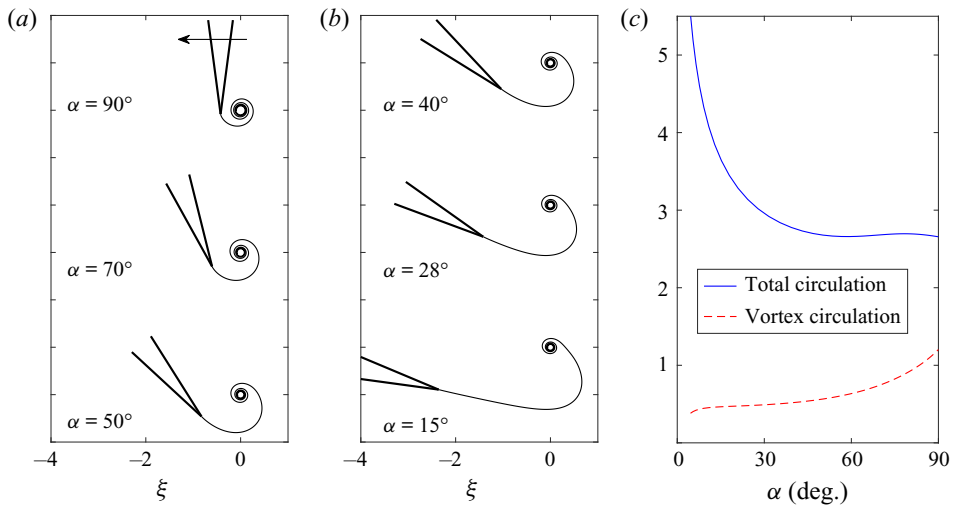 (a)
α = 90°
α = 70°
α = 50°
−4 −2 0
ξ
(b)
α = 40°
α = 28°
α = 15°
−4 −2 0
ξ
(c)
5
4
3
2
1
Total circulation
Vortex circulation
0 30 60 90
α (deg.)